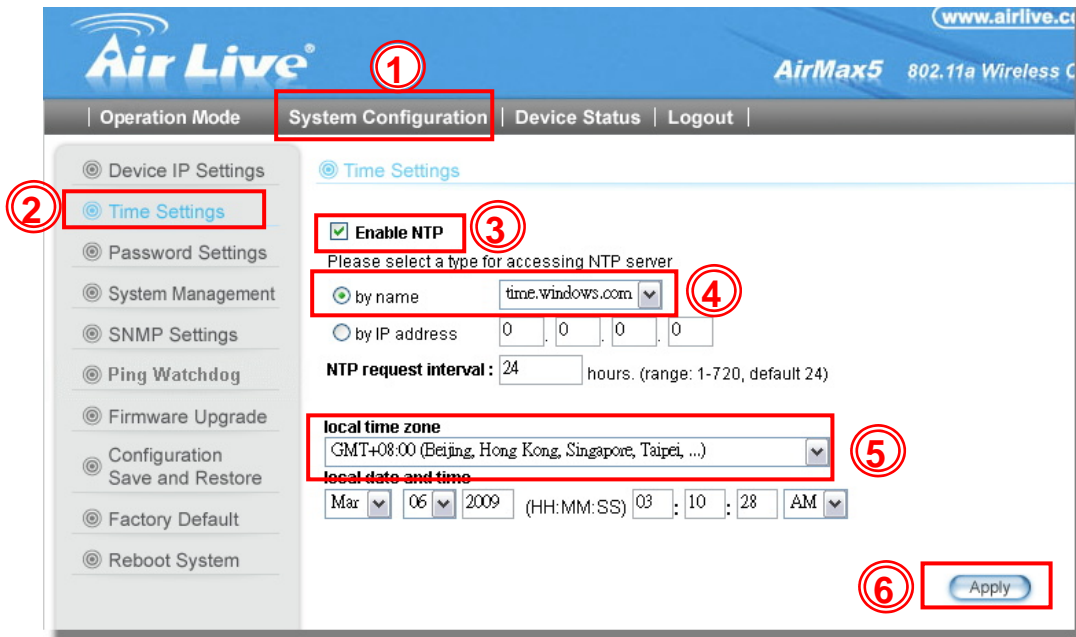 www.airlive.c
Air Live®
AirMax5 802.11a Wireless
1
| Operation Mode System Configuration | Device Status | Logout |
Device IP Settings
2
Time Settings
Password Settings
System Management
SNMP Settings
Ping Watchdog
Firmware Upgrade
Configuration
Save and Restore
Factory Default
Reboot System
Time Settings
Enable NTP
3
Please select a type for accessing NTP server
by name time.windows.com
4
by IP address 0 . 0 . 0 . 0
NTP request interval : 24 hours. (range: 1-720, default 24)
local time zone
GMT+08:00 (Beijing, Hong Kong, Singapore, Taipei, ...)
5
local date and time
Mar 06 2009 (HH:MM:SS) 03 : 10 : 28 AM
6
Apply